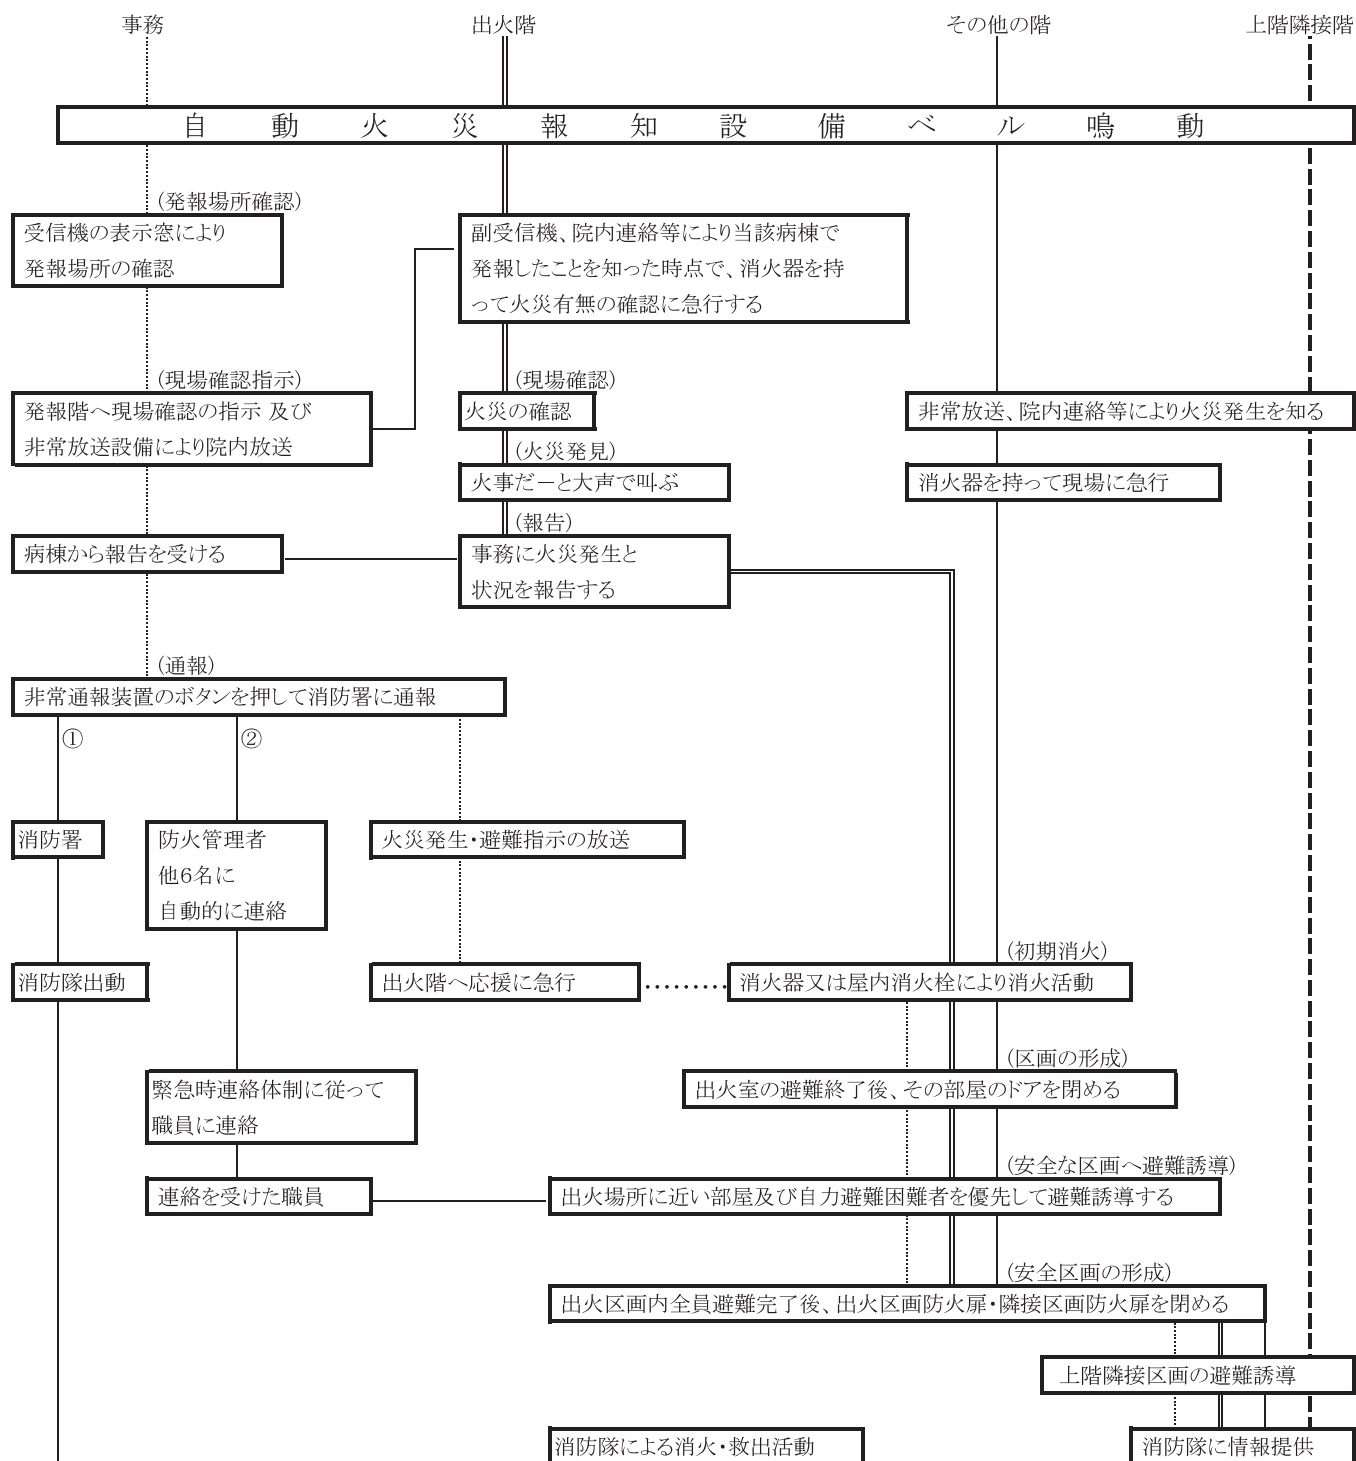 事務 出火階 その他の階 上階隣接階
自動火災報知設備ベル鳴動
(発報場所確認)
受信機の表示窓により
発報場所の確認
副受信機、院内連絡等により当該病棟で
発報したことを知った時点で、消火器を持
って火災有無の確認に急行する
(現場確認指示)
発報階へ現場確認の指示 及び
非常放送設備により院内放送
(現場確認)
火災の確認
非常放送、院内連絡等により火災発生を知る
(火災発見)
火事だーと大声で叫ぶ
消火器を持って現場に急行
(報告)
病棟から報告を受ける
事務に火災発生と
状況を報告する
(通報)
非常通報装置のボタンを押して消防署に通報
① ②
消防署
防火管理者
他6名に
自動的に連絡
火災発生・避難指示の放送
(初期消火)
消防隊出動
出火階へ応援に急行
消火器又は屋内消火栓により消火活動
(区画の形成)
緊急時連絡体制に従って
職員に連絡
出火室の避難終了後、その部屋のドアを閉める
(安全な区画へ避難誘導)
連絡を受けた職員
出火場所に近い部屋及び自力避難困難者を優先して避難誘導する
(安全区画の形成)
出火区画内全員避難完了後、出火区画防火扉・隣接区画防火扉を閉める
上階隣接区画の避難誘導
消防隊による消火・救出活動
消防隊に情報提供